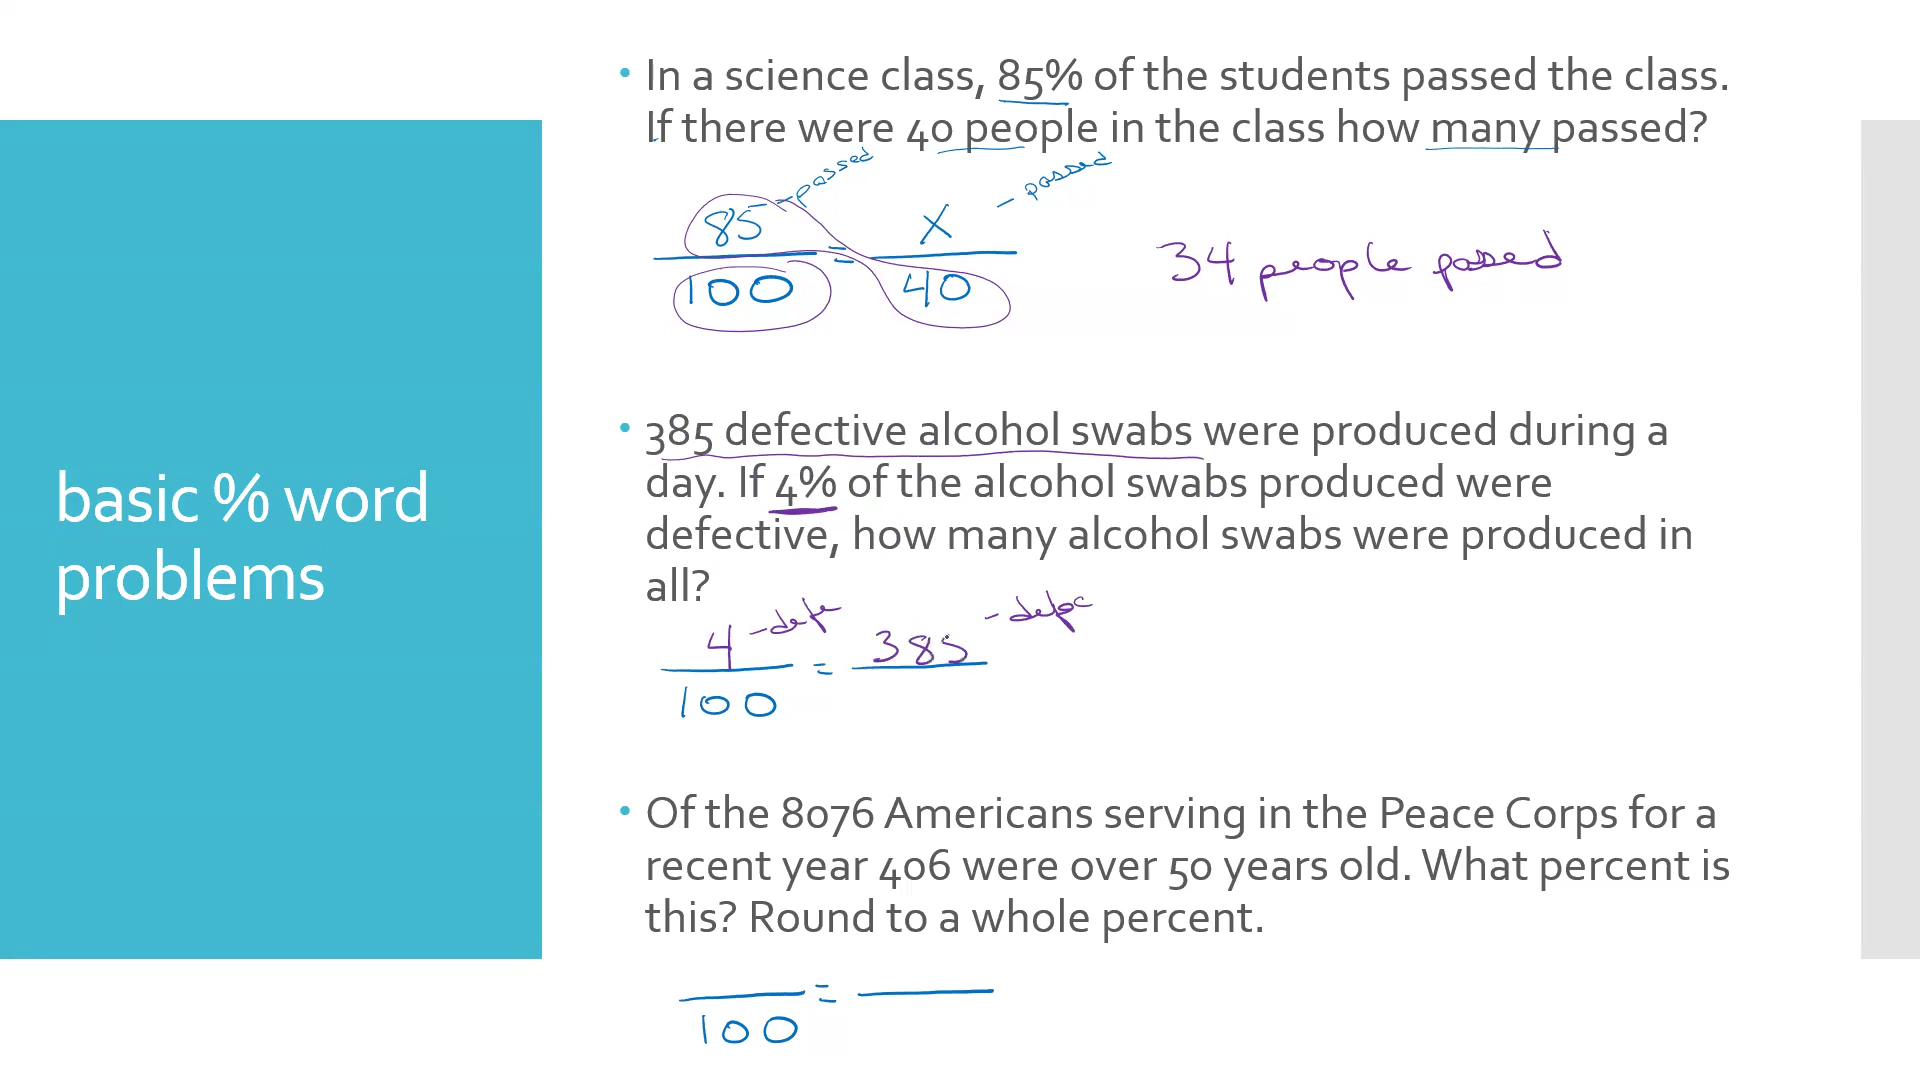 basic % word
problems
• In a science class, 85% of the students passed the class.
If there were 40 people in the class how many passed?
85 - passed = X - passed
100 40
34 people passed
• 385 defective alcohol swabs were produced during a
day. If 4% of the alcohol swabs produced were
defective, how many alcohol swabs were produced in
all?
4 - defe = 385 - defec
100
• Of the 8076 Americans serving in the Peace Corps for a
recent year 406 were over 50 years old. What percent is
this? Round to a whole percent.
=
100